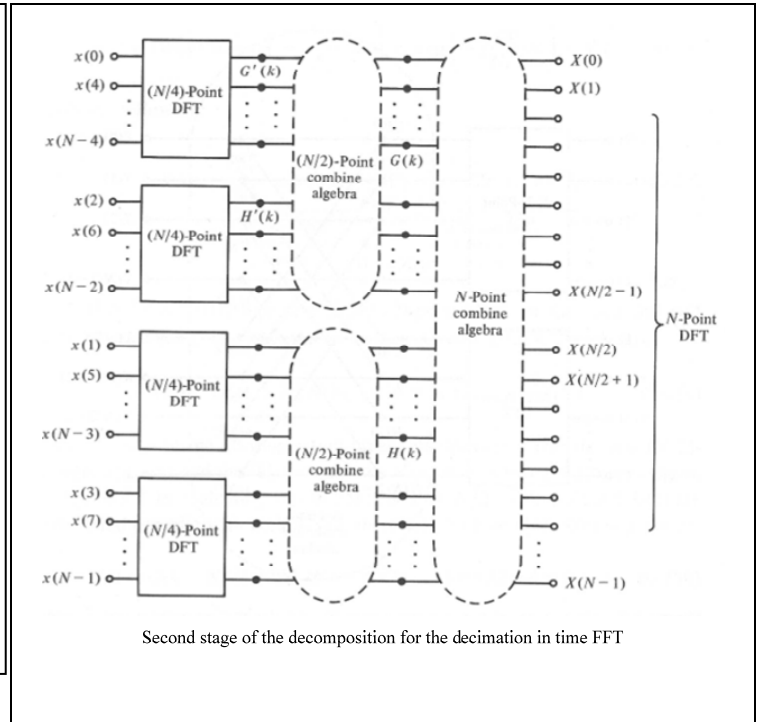 x(0)
x(4)
x(N−4)
(N/4)-Point
DFT
G′(k)
x(2)
x(6)
x(N−2)
(N/4)-Point
DFT
H′(k)
(N/2)-Point
combine
algebra
G(k)
x(1)
x(5)
x(N−3)
(N/4)-Point
DFT
x(3)
x(7)
x(N−1)
(N/4)-Point
DFT
(N/2)-Point
combine
algebra
H(k)
N-Point
combine
algebra
X(0)
X(1)
X(N/2−1)
X(N/2)
X(N/2+1)
X(N−1)
N-Point
DFT
Second stage of the decomposition for the decimation in time FFT